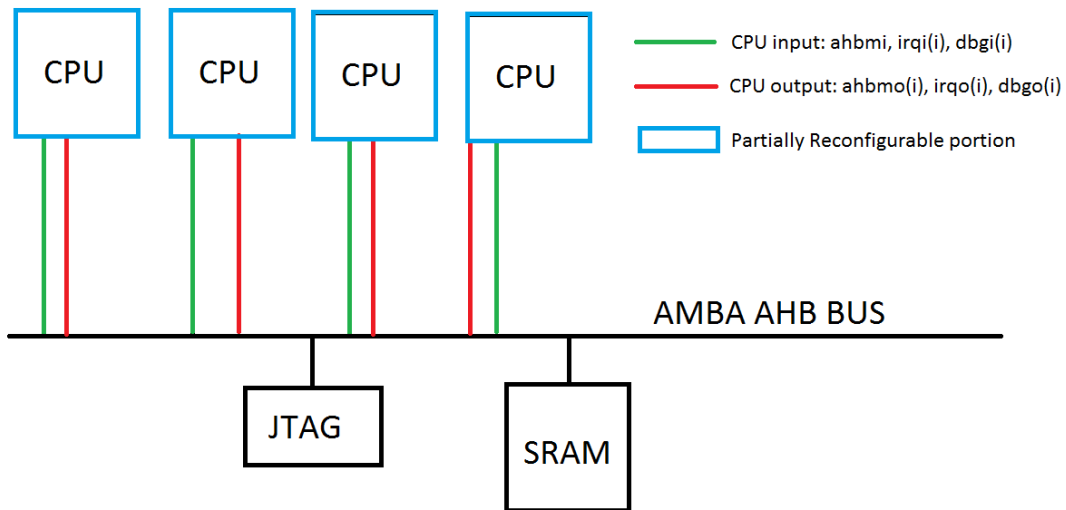 CPU
CPU
CPU
CPU
CPU input: ahbmi, irqi(i), dbgi(i)
CPU output: ahbmo(i), irqo(i), dbgo(i)
Partially Reconfigurable portion
AMBA AHB BUS
JTAG
SRAM